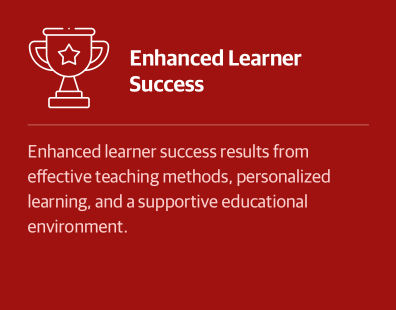 Enhanced Learner
Success
Enhanced learner success results from
effective teaching methods, personalized
learning, and a supportive educational
environment.